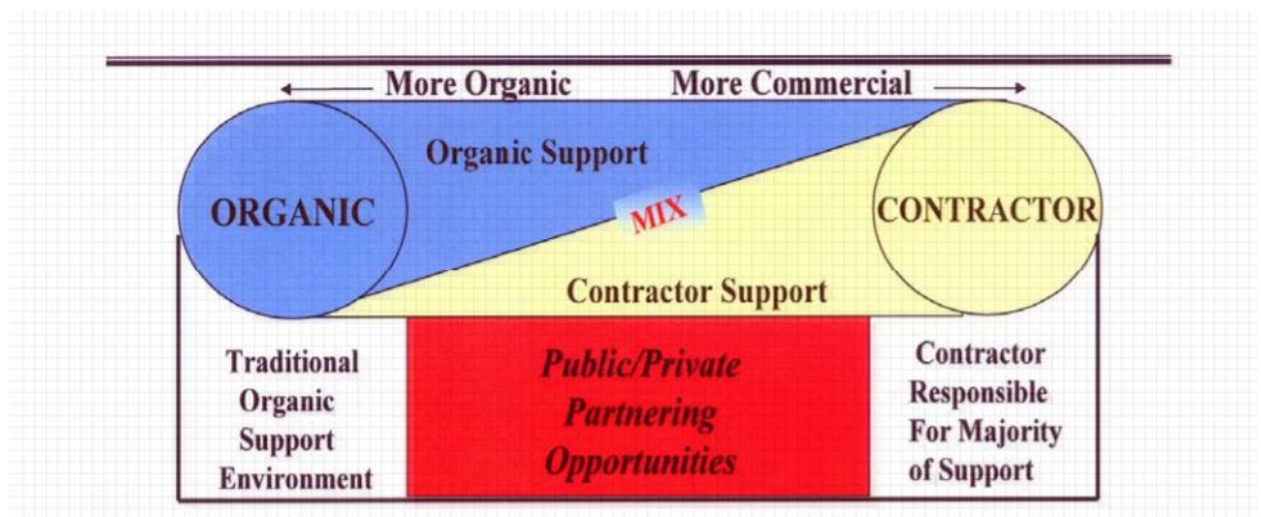 More Organic
More Commercial
Organic Support
ORGANIC
MIX
CONTRACTOR
Contractor Support
Traditional
Organic
Support
Environment
Public/Private
Partnering
Opportunities
Contractor
Responsible
For Majority
of Support